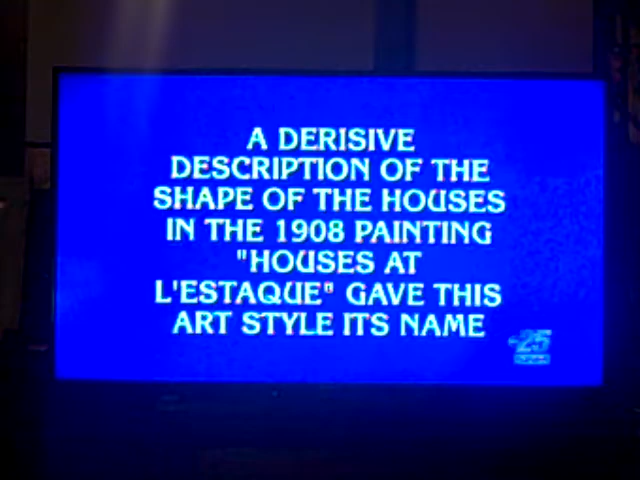 A DERISIVE
DESCRIPTION OF THE
SHAPE OF THE HOUSES
IN THE 1908 PAINTING
"HOUSES AT
L'ESTAQUE" GAVE THIS
ART STYLE ITS NAME
25